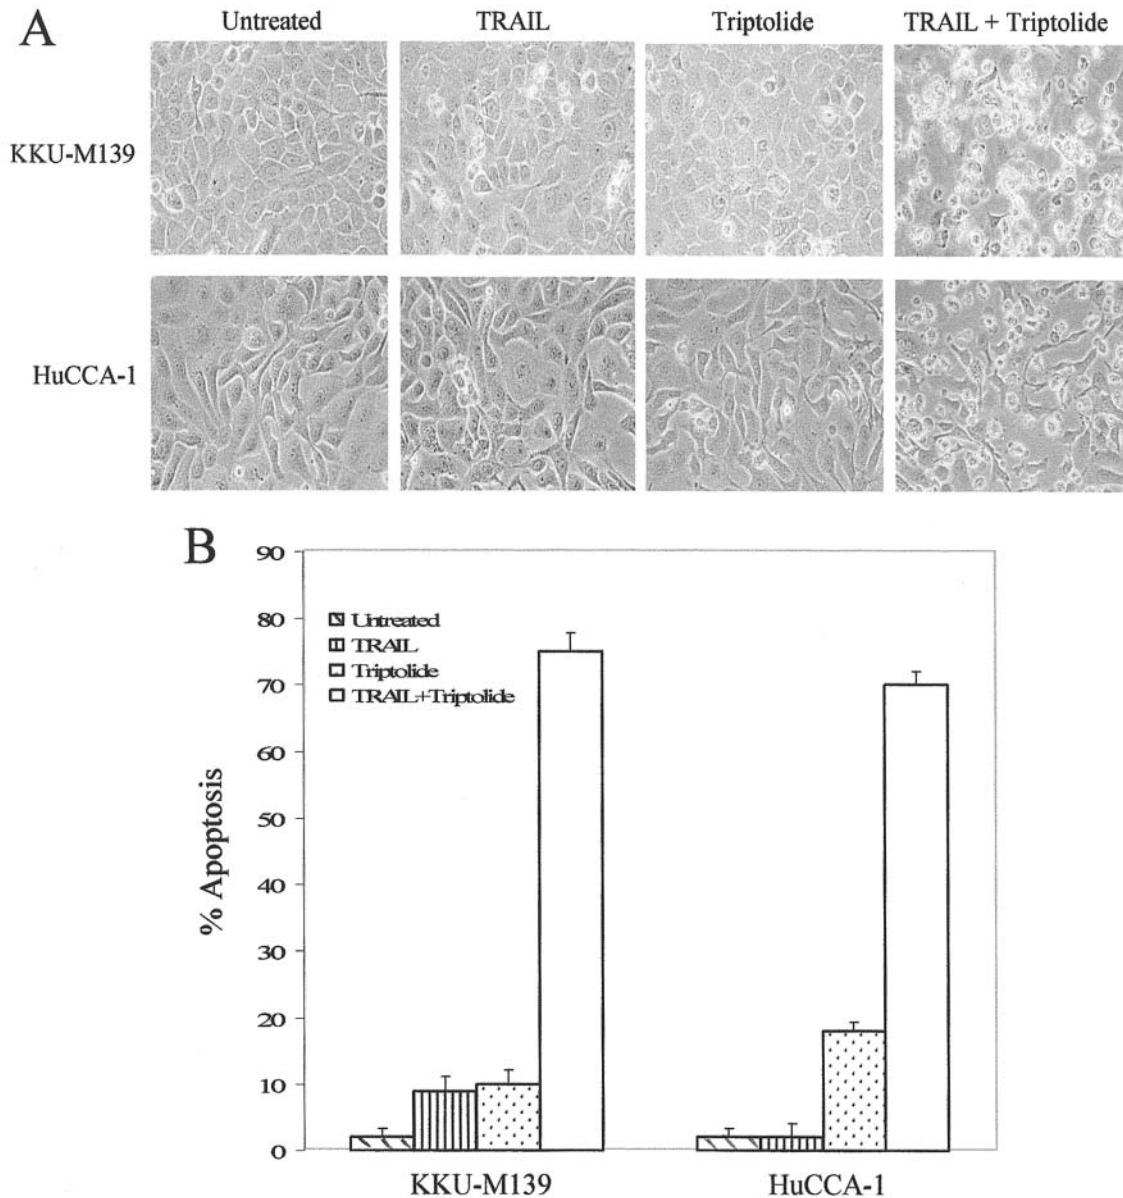 A
Untreated
TRAIL
Triptolide
TRAIL + Triptolide
KKU-M139
HuCCA-1
B
90
80
70
60
50
40
30
20
10
0
% Apoptosis
Untreated
TRAIL
Triptolide
TRAIL+Triptolide
KKU-M139
HuCCA-1